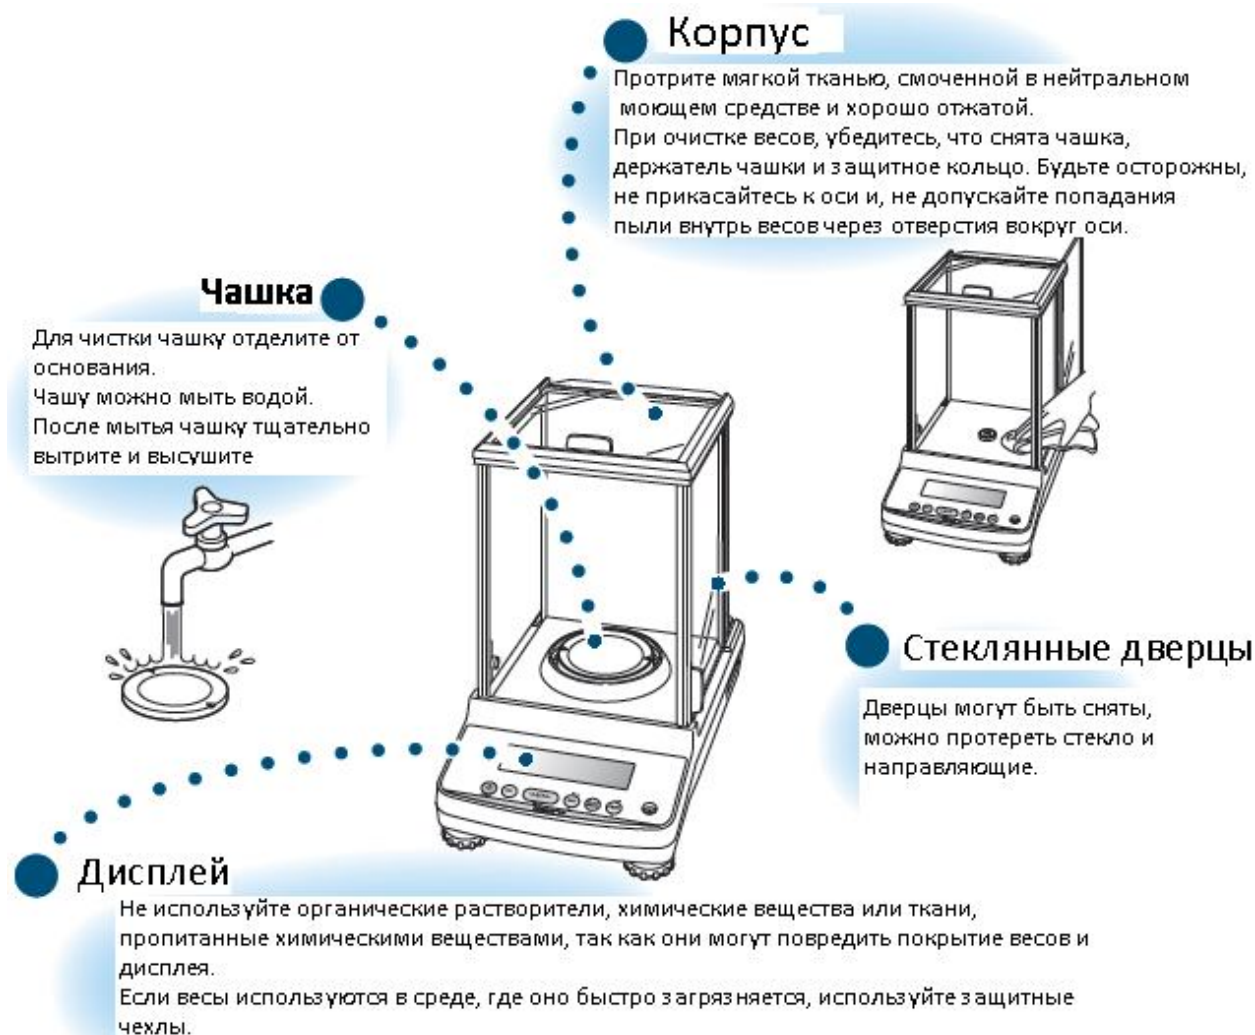 Корпус
Протрите мягкой тканью, смоченной в нейтральном
моющем средстве и хорошо отжатой.
При очистке весов, убедитесь, что снята чашка,
держатель чашки и защитное кольцо. Будьте осторожны,
не прикасайтесь к оси и, не допускайте попадания
пыли внутрь весов через отверстия вокруг оси.
Чашка
Для чистки чашку отделите от
основания.
Чашу можно мыть водой.
После мытья чашку тщательно
вытрите и высушите
Стеклянные дверцы
Дверцы могут быть сняты,
можно протереть стекло и
направляющие.
Дисплей
Не используйте органические растворители, химические вещества или ткани,
пропитанные химическими веществами, так как они могут повредить покрытие весов и
дисплея.
Если весы используются в среде, где оно быстро загрязняется, используйте защитные
чехлы.